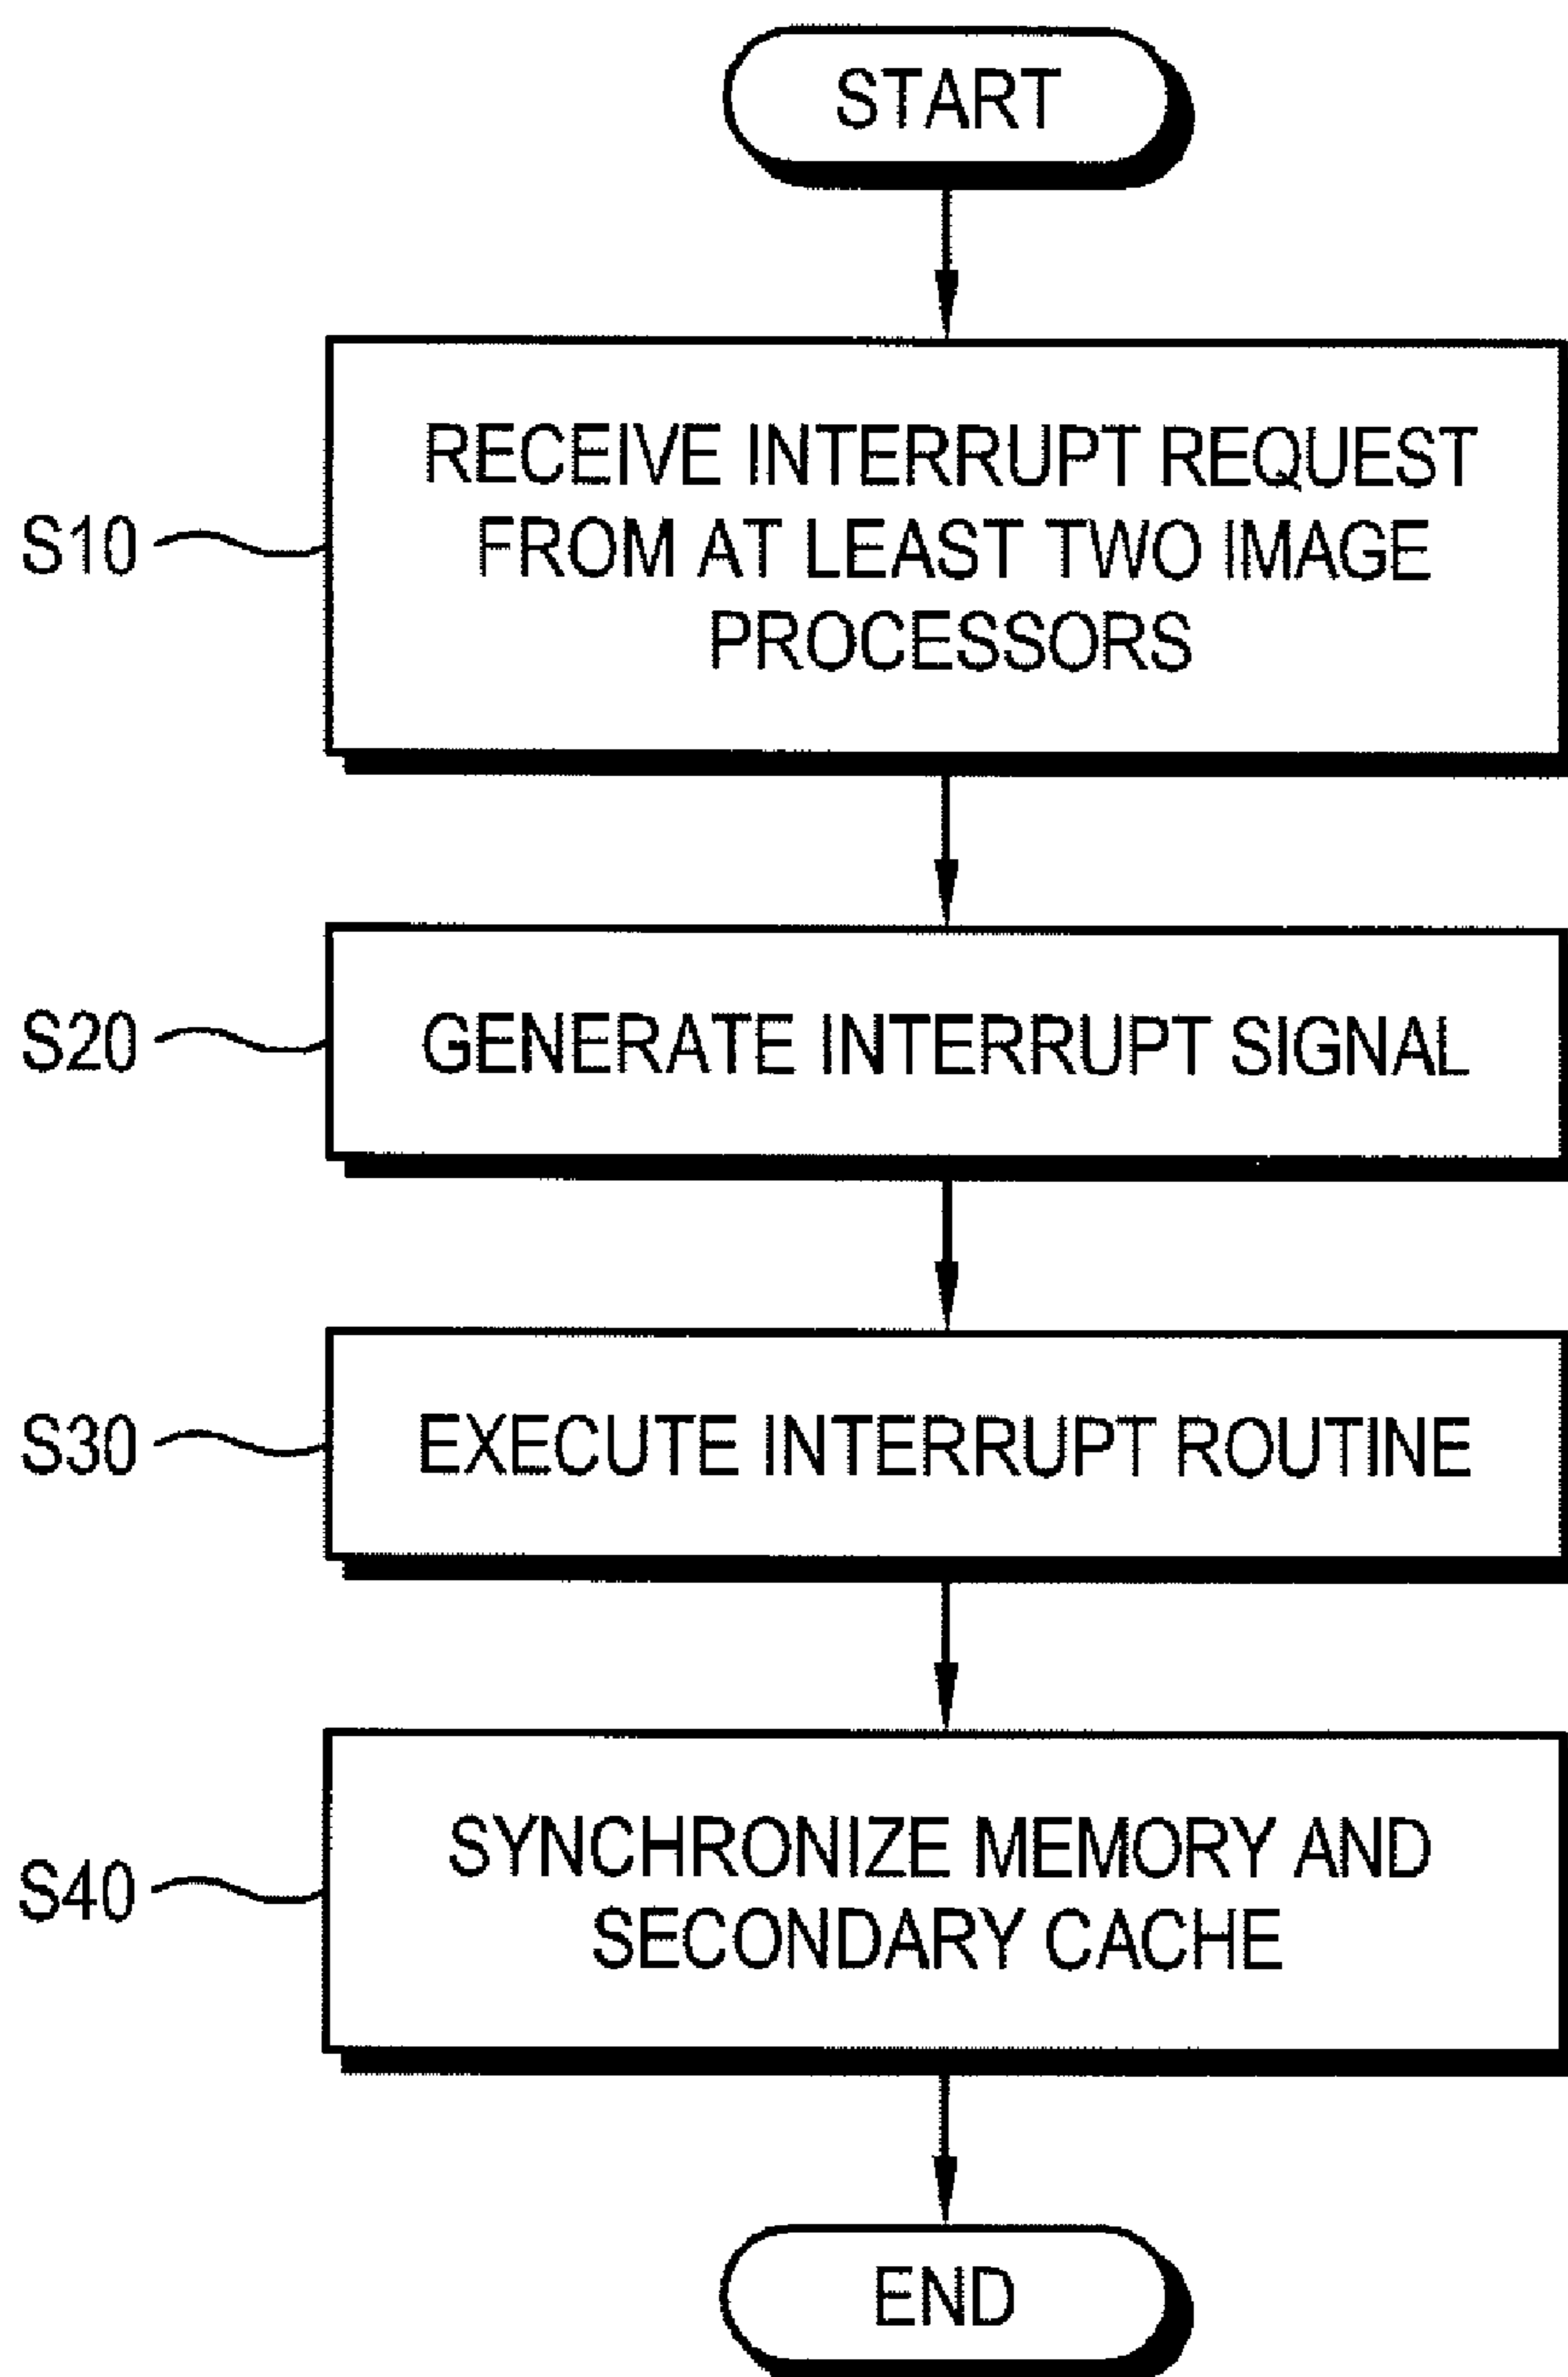 START
S10
RECEIVE INTERRUPT REQUEST
FROM AT LEAST TWO IMAGE
PROCESSORS
S20
GENERATE INTERRUPT SIGNAL
S30
EXECUTE INTERRUPT ROUTINE
S40
SYNCHRONIZE MEMORY AND
SECONDARY CACHE
END